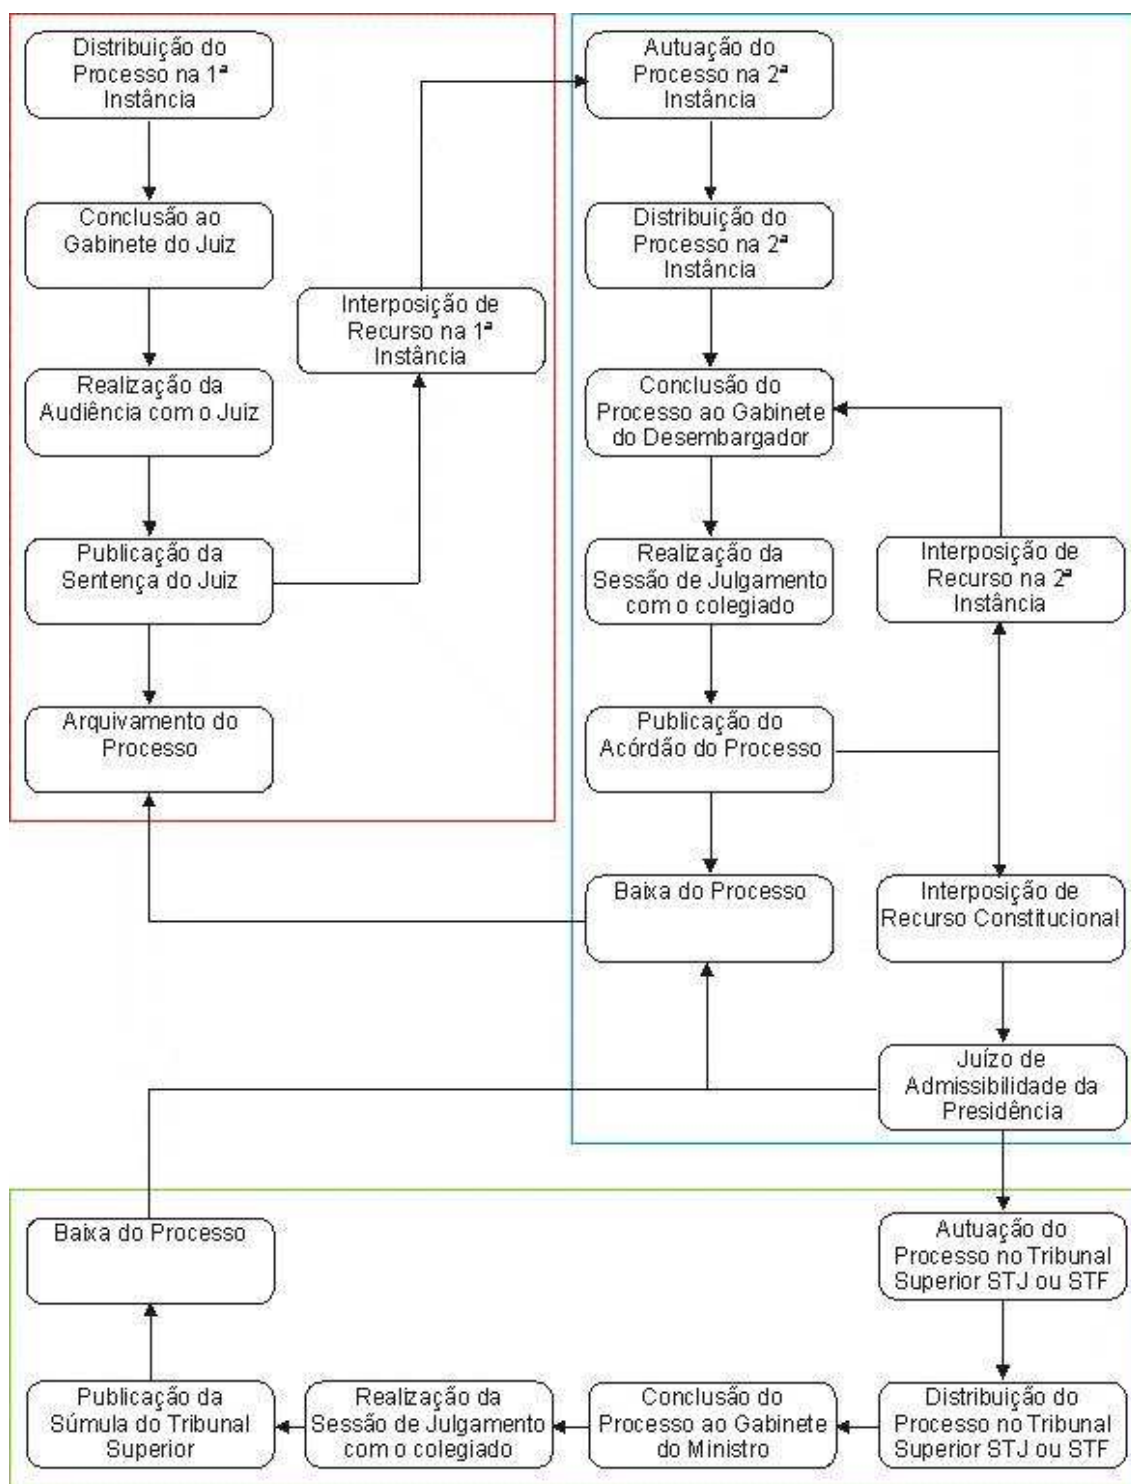 Distribuição do
Processo na 1ª
Instância
Conclusão ao
Gabinete do Juiz
Realização da
Audiência com o Juiz
Publicação da
Sentença do Juiz
Arquivamento do
Processo
Interposição de
Recurso na 1ª
Instância
Autuação do
Processo na 2ª
Instância
Distribuição do
Processo na 2ª
Instância
Conclusão do
Processo ao Gabinete
do Desembargador
Realização da
Sessão de Julgamento
com o colegiado
Publicação do
Acórdão do Processo
Baixa do Processo
Interposição de
Recurso na 2ª
Instância
Interposição de
Recurso Constitucional
Juízo de
Admissibilidade da
Presidência
Autuação do
Processo no Tribunal
Superior STJ ou STF
Distribuição do
Processo no Tribunal
Superior STJ ou STF
Conclusão do
Processo ao Gabinete
do Ministro
Realização da
Sessão de Julgamento
com o colegiado
Publicação da
Súmula do Tribunal
Superior
Baixa do Processo